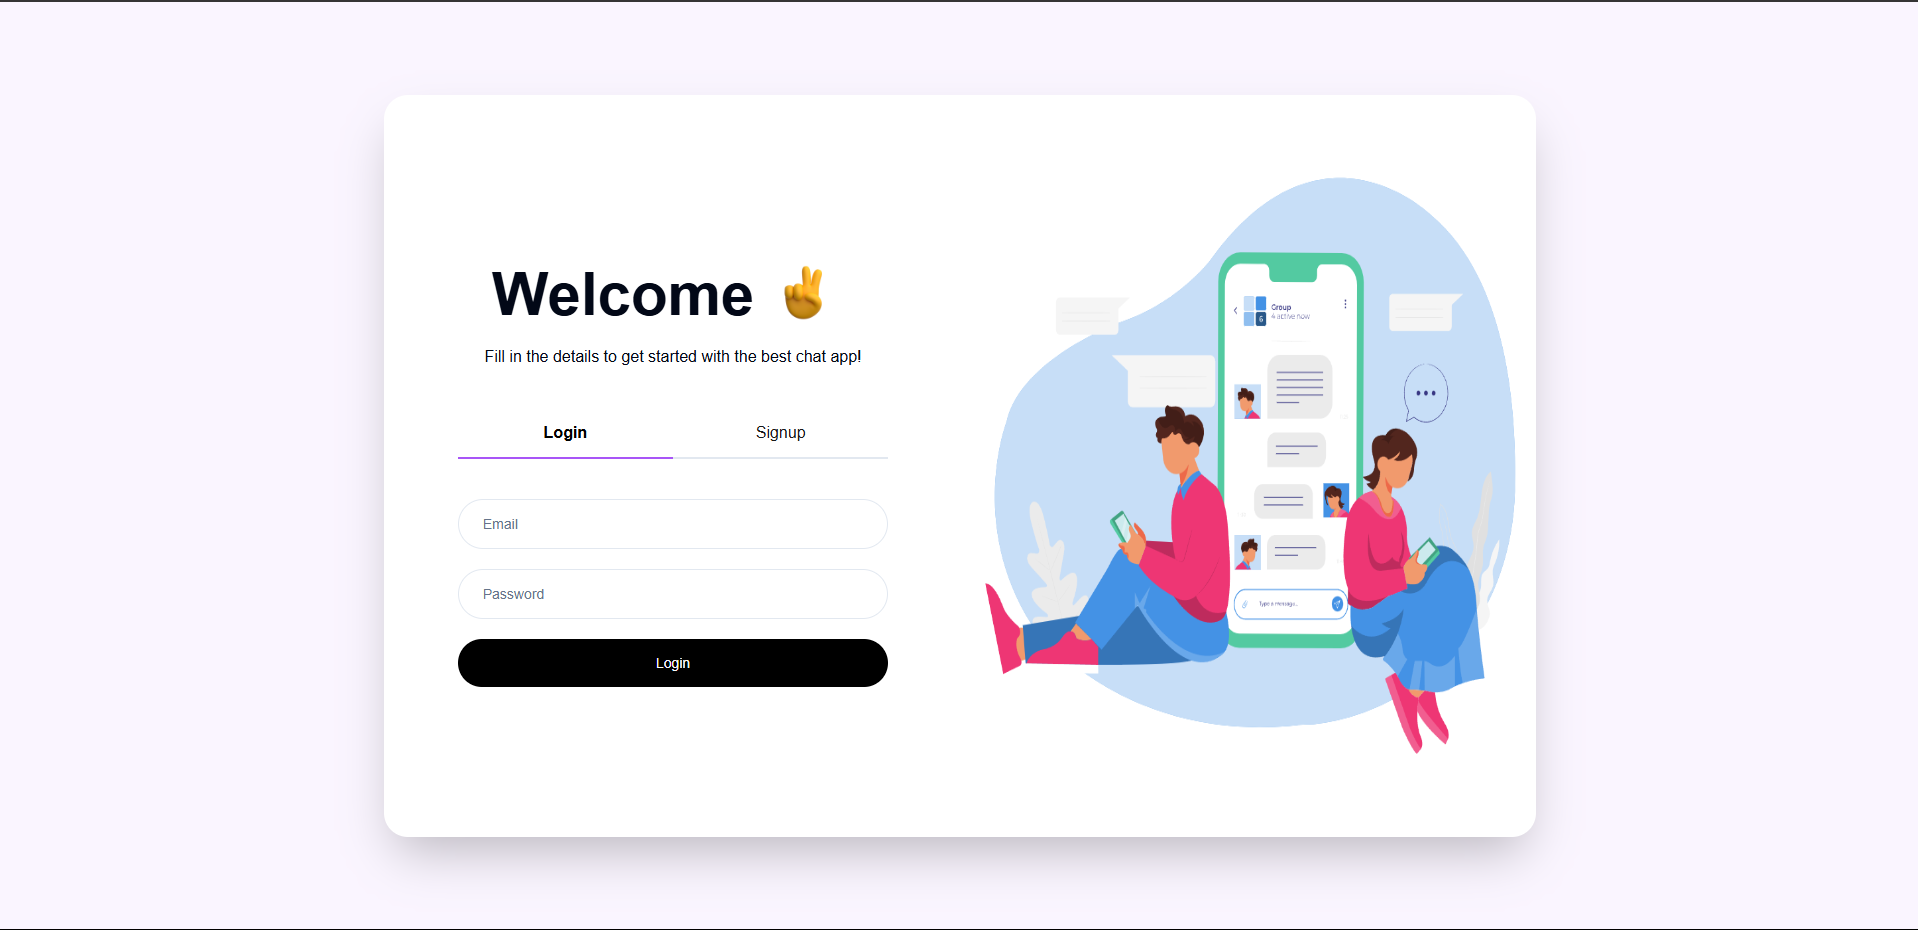 Welcome ✌
Fill in the details to get started with the best chat app!
Login
Signup
Email
Password
Login
Group
4 active now
G
Type a message...